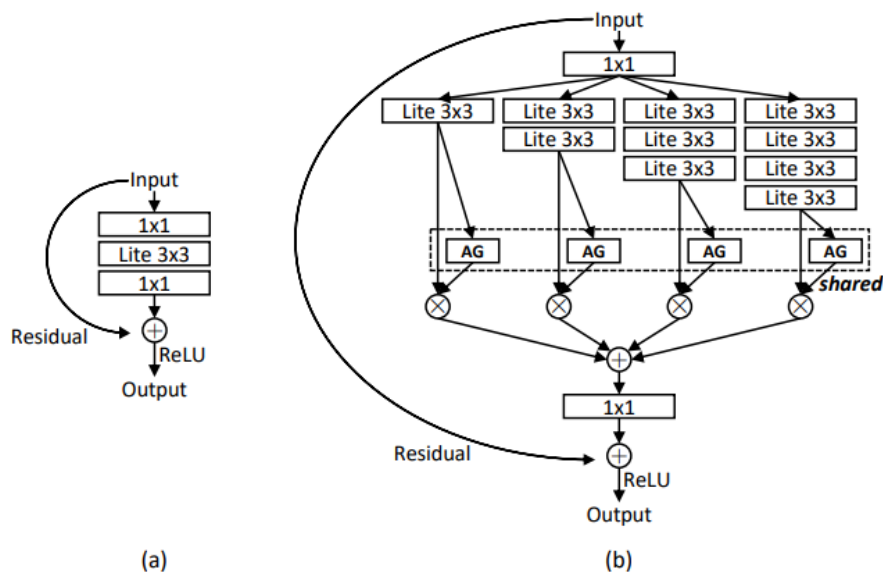 Input
1x1
Lite 3x3
1x1
Residual
ReLU
Output
(a)
Input
1x1
Lite 3x3 Lite 3x3 Lite 3x3 Lite 3x3
Lite 3x3 Lite 3x3 Lite 3x3
Lite 3x3 Lite 3x3
Lite 3x3
AG AG AG AG
shared
1x1
Residual
ReLU
Output
(b)